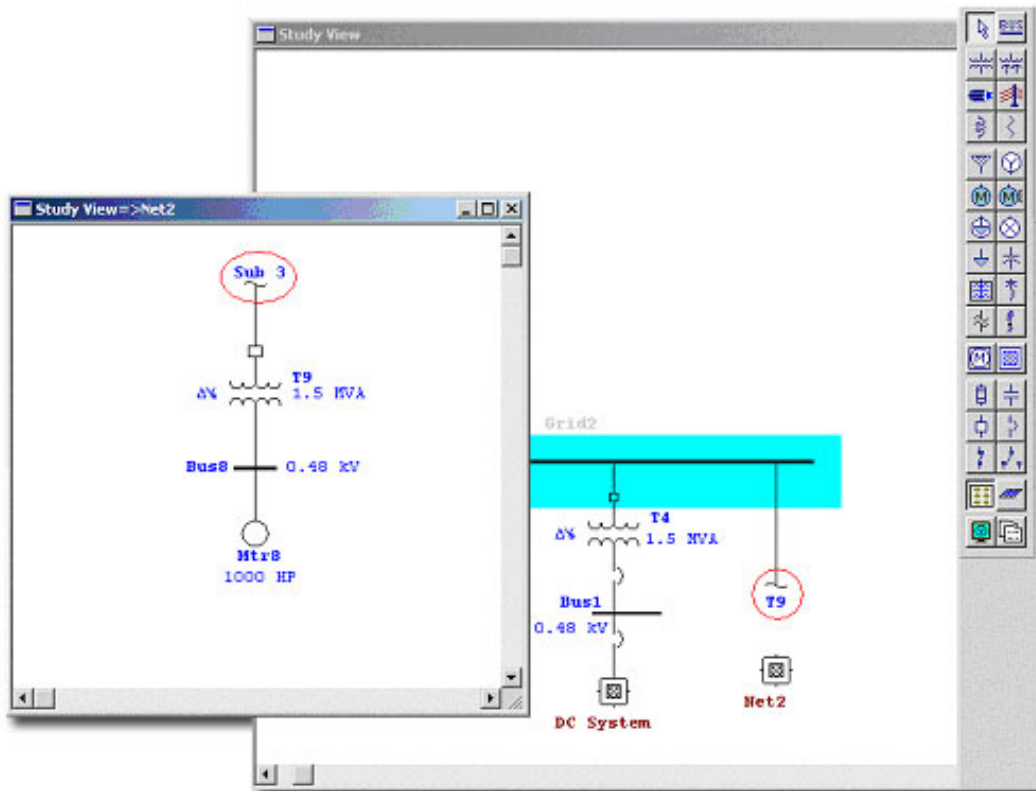 Study View
BUS
Study View=>Net2
Sub 3
T9
Δ
1.5 MVA
Bus8
0.48 kV
Mtr8
1000 HP
Grid2
T4
Δ
1.5 MVA
Bus1
0.48 kV
T9
DC System
Net2
M
M
M